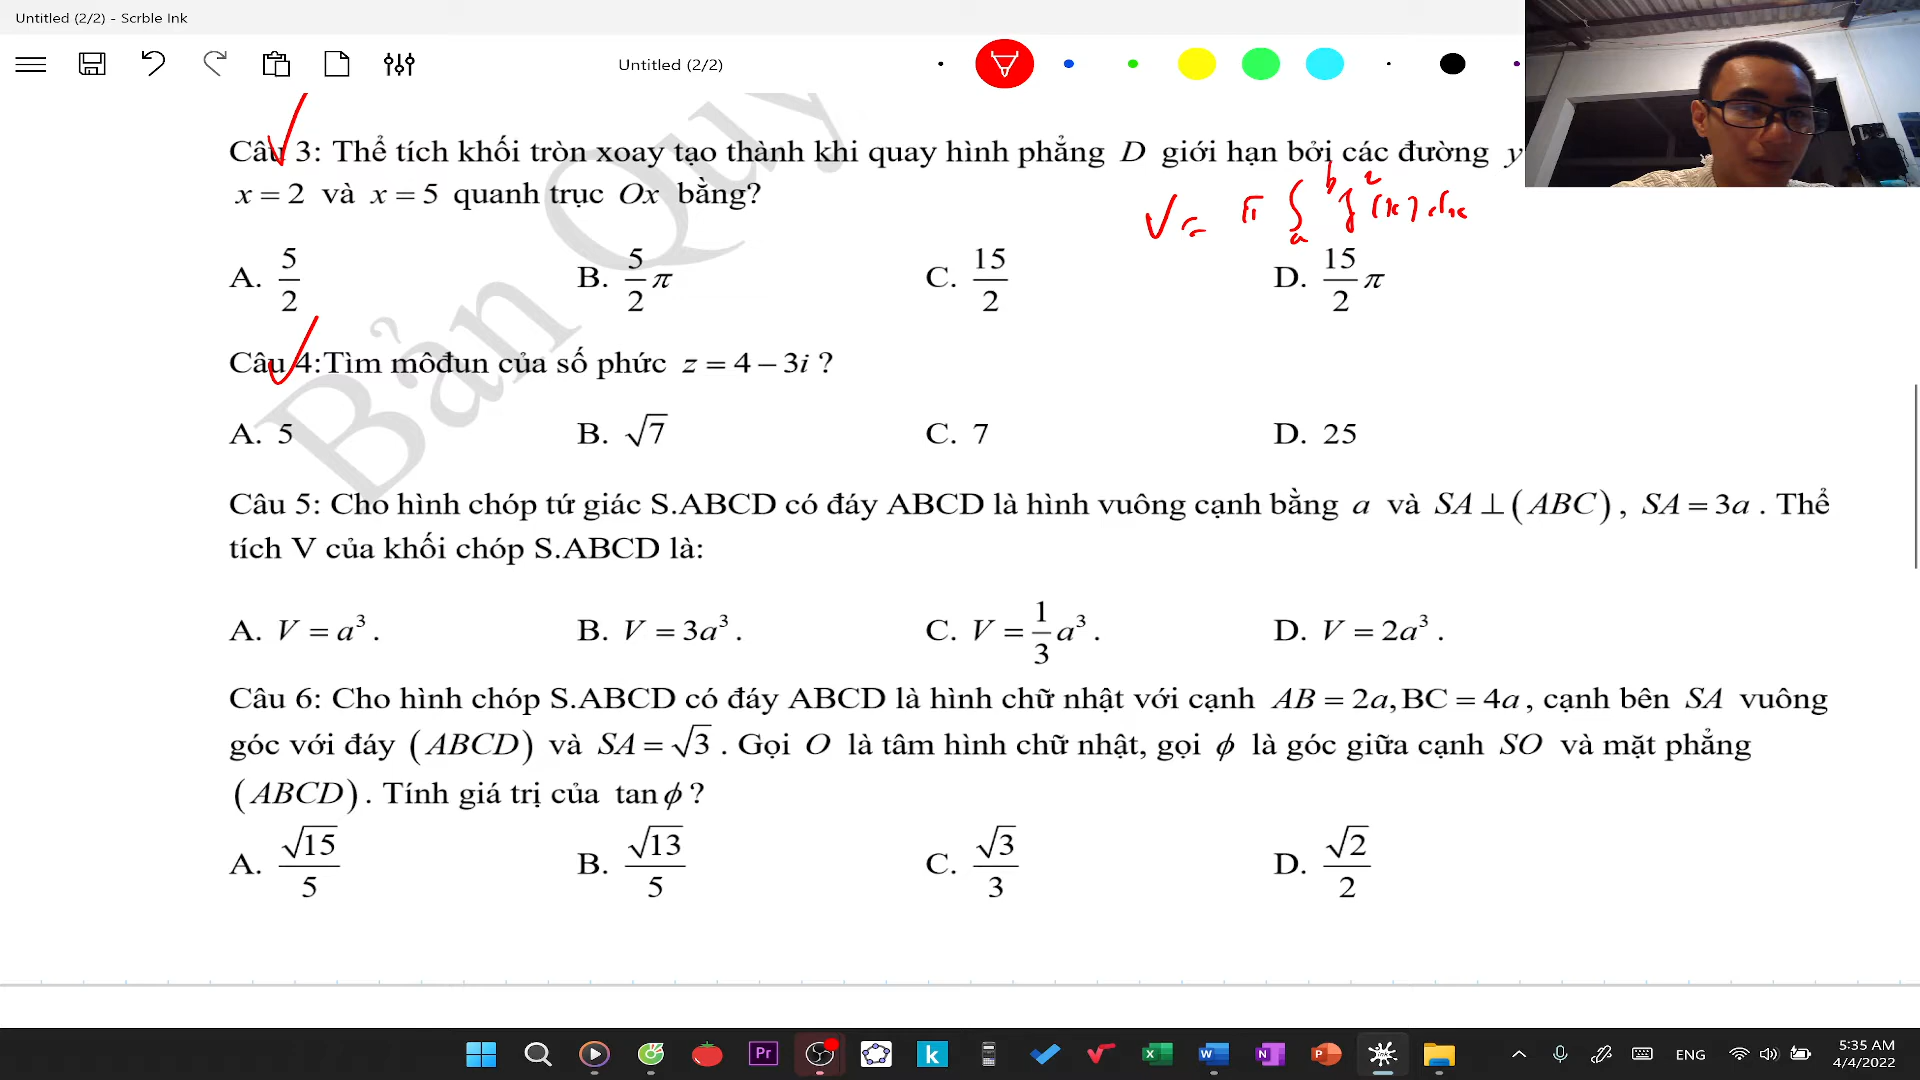 Untitled (2/2) - Scrble Ink
Untitled (2/2)
Câu 3: Thể tích khối tròn xoay tạo thành khi quay hình phẳng D giới hạn bởi các đường y
x = 2 và x = 5 quanh trục Ox bằng?
V = π ∫ₐᵇ f²(x) dx
A. 5/2 B. 5/2 π C. 15/2 D. 15/2 π
Câu 4:Tìm môđun của số phức z = 4 − 3i ?
A. 5 B. √7 C. 7 D. 25
Câu 5: Cho hình chóp tứ giác S.ABCD có đáy ABCD là hình vuông cạnh bằng a và SA ⊥ (ABC), SA = 3a . Thể
tích V của khối chóp S.ABCD là:
A. V = a³. B. V = 3a³. C. V = 1/3 a³. D. V = 2a³.
Câu 6: Cho hình chóp S.ABCD có đáy ABCD là hình chữ nhật với cạnh AB = 2a, BC = 4a, cạnh bên SA vuông
góc với đáy (ABCD) và SA = √3. Gọi O là tâm hình chữ nhật, gọi ϕ là góc giữa cạnh SO và mặt phẳng
(ABCD). Tính giá trị của tan ϕ ?
A. √15/5 B. √13/5 C. √3/3 D. √2/2
Bản Quy
Pr
k
ENG
5:35 AM
4/4/2022